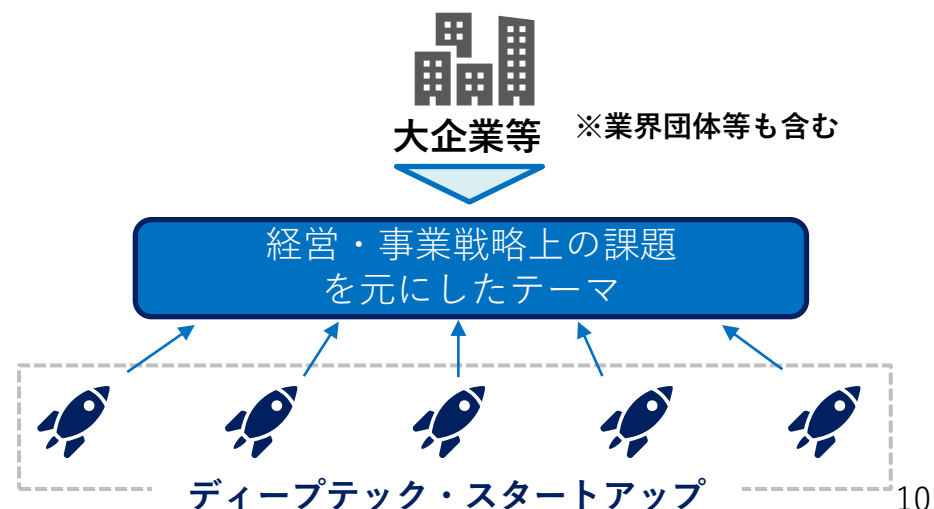 大企業等
※業界団体等も含む
経営・事業戦略上の課題
を元にしたテーマ
ディープテック・スタートアップ
10